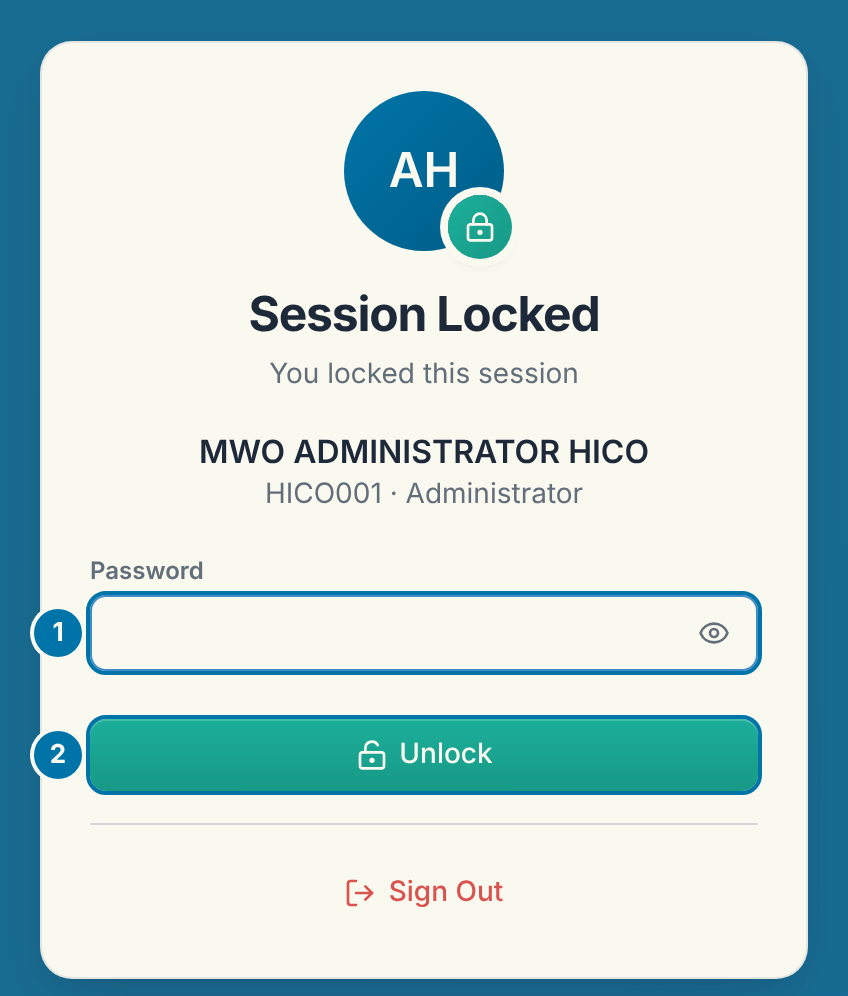 AH
Session Locked
You locked this session
MWO ADMINISTRATOR HICO
HICO001 · Administrator
Password
1
2 Unlock
Sign Out